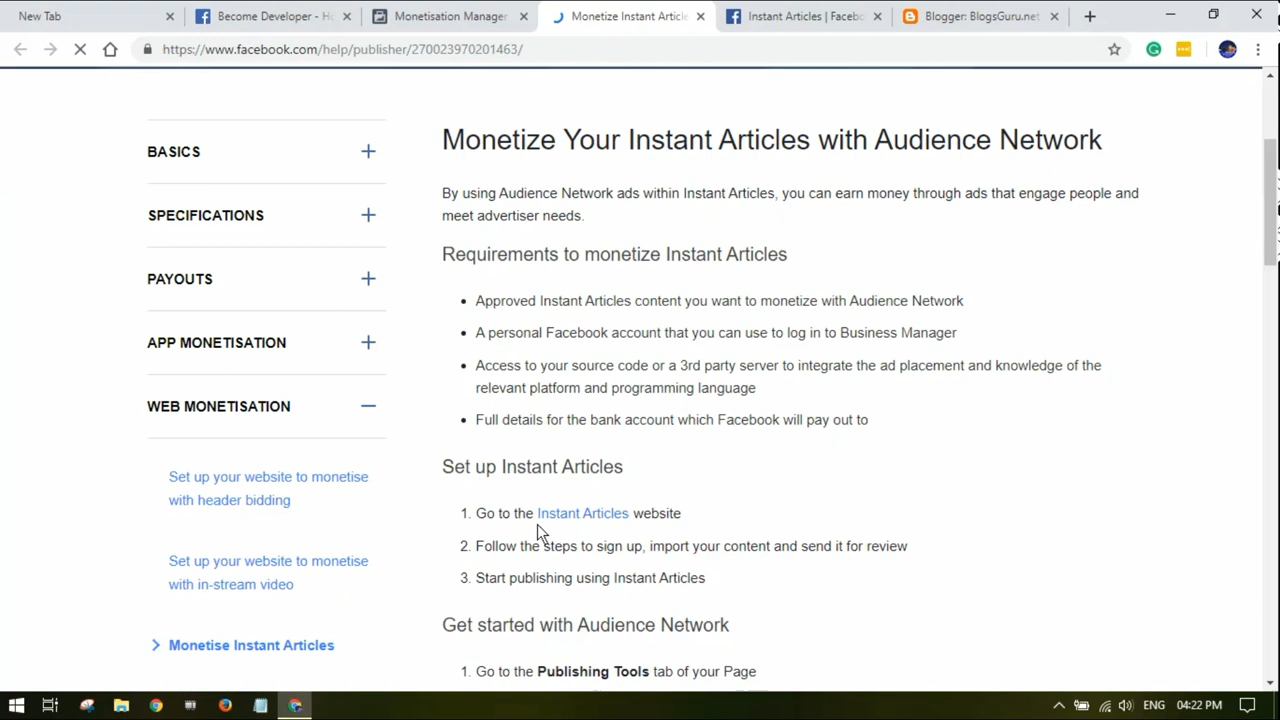 New Tab
Become Developer - Ho
Monetisation Manager
Monetize Instant Article
Instant Articles | Facebo
Blogger: BlogsGuru.net
https://www.facebook.com/help/publisher/270023970201463/
BASICS
SPECIFICATIONS
PAYOUTS
APP MONETISATION
WEB MONETISATION
Set up your website to monetise
with header bidding
Set up your website to monetise
with in-stream video
Monetise Instant Articles
Monetize Your Instant Articles with Audience Network
By using Audience Network ads within Instant Articles, you can earn money through ads that engage people and
meet advertiser needs.
Requirements to monetize Instant Articles
• Approved Instant Articles content you want to monetize with Audience Network
• A personal Facebook account that you can use to log in to Business Manager
• Access to your source code or a 3rd party server to integrate the ad placement and knowledge of the
relevant platform and programming language
• Full details for the bank account which Facebook will pay out to
Set up Instant Articles
1. Go to the Instant Articles website
2. Follow the steps to sign up, import your content and send it for review
3. Start publishing using Instant Articles
Get started with Audience Network
1. Go to the Publishing Tools tab of your Page
ENG
04:22 PM